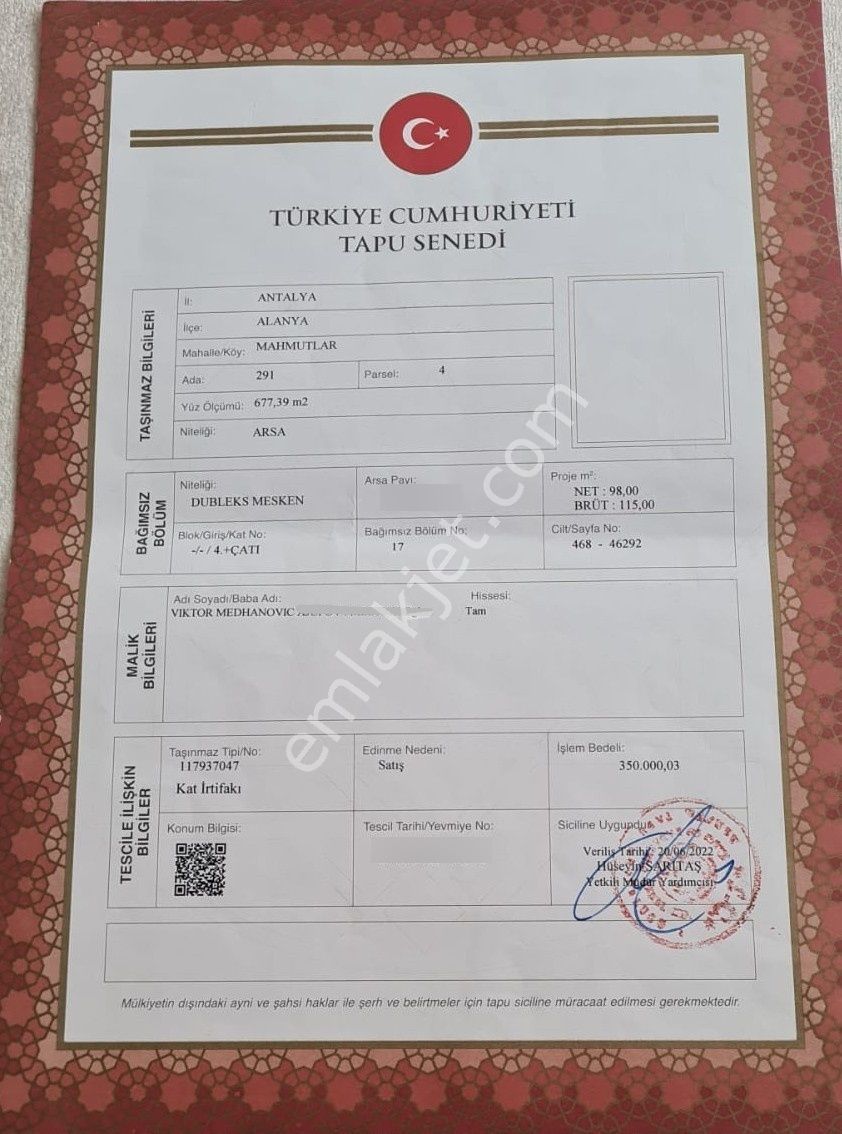 TÜRKİYE CUMHURİYETİ
TAPU SENEDİ
TAŞINMAZ BİLGİLERİ
İl: ANTALYA
İlçe: ALANYA
Mahalle/Köy: MAHMUTLAR
Ada: 291 Parsel: 4
Yüz Ölçümü: 677,39 m2
Niteliği: ARSA
BAĞIMSIZ BÖLÜM
Niteliği: Arsa Payı: Proje m²:
DUBLEKS MESKEN NET : 98,00
BRÜT : 115,00
Blok/Giriş/Kat No: Bağımsız Bölüm No: Cilt/Sayfa No:
-/- / 4.+ÇATI 17 468 - 46292
MALİK BİLGİLERİ
Adı Soyadı/Baba Adı: Hissesi:
VIKTOR MEDHANOVIC Tam
TESCİLE İLİŞKİN BİLGİLER
Taşınmaz Tipi/No: Edinme Nedeni: İşlem Bedeli:
117937047 Satış 350.000,03
Kat İrtifakı
Konum Bilgisi: Tescil Tarihi/Yevmiye No: Siciline Uygundur
Veriliş Tarihi: 20/06/2022
Hüseyin SARITAŞ
Yetkili Müdür Yardımcısı
Mülkiyetin dışındaki ayni ve şahsi haklar ile şerh ve belirtmeler için tapu siciline müracaat edilmesi gerekmektedir.
emlakjet.com